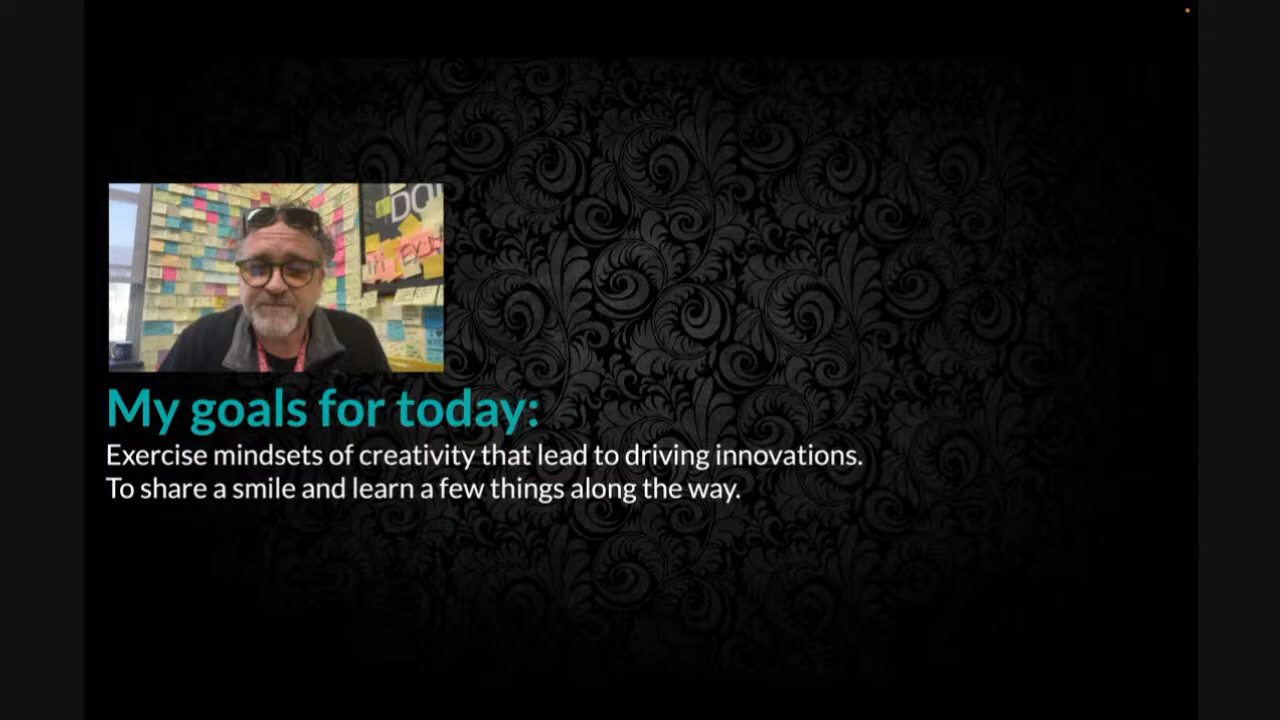 DO
My goals for today:
Exercise mindsets of creativity that lead to driving innovations.
To share a smile and learn a few things along the way.